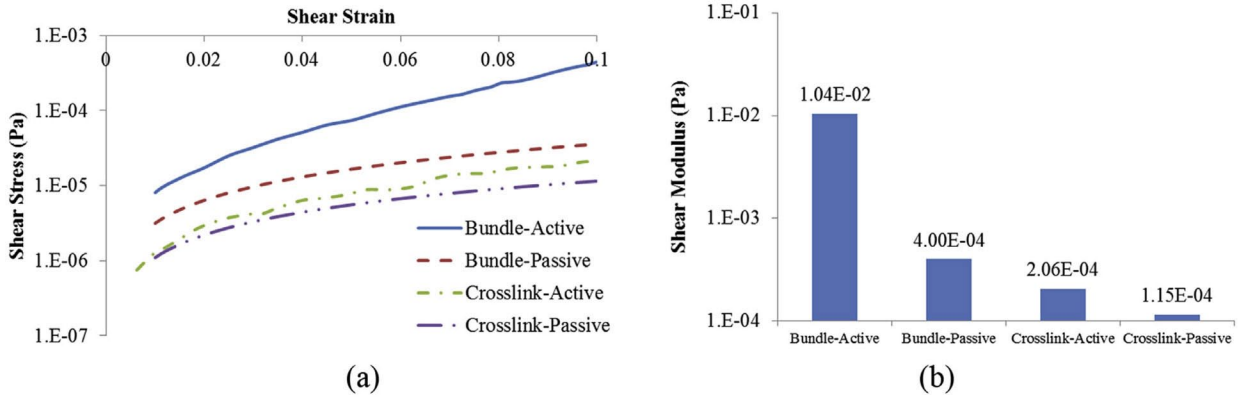 Shear Strain
1.E-03
0 0.02 0.04 0.06 0.08 0.1
1.E-04
1.E-05
1.E-06
1.E-07
Shear Stress (Pa)
Bundle-Active
Bundle-Passive
Crosslink-Active
Crosslink-Passive
(a)
1.E-01
1.E-02
1.E-03
1.E-04
Shear Modulus (Pa)
1.04E-02
4.00E-04
2.06E-04
1.15E-04
Bundle-Active Bundle-Passive Crosslink-Active Crosslink-Passive
(b)